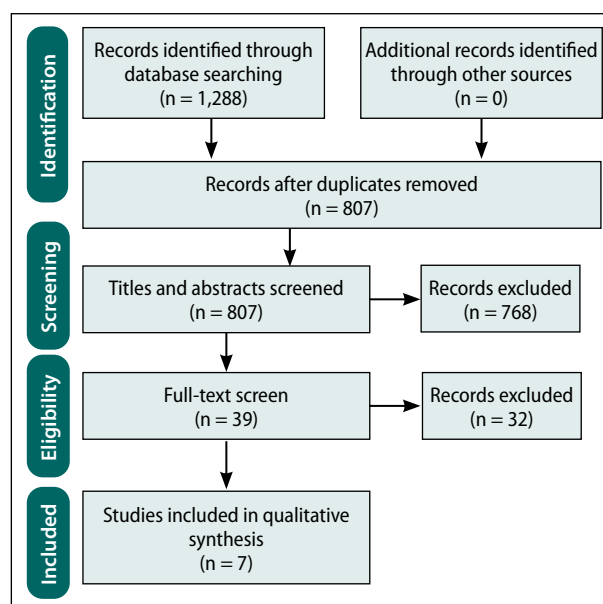 Identification
Records identified through
database searching
(n = 1,288)
Additional records identified
through other sources
(n = 0)
Records after duplicates removed
(n = 807)
Screening
Titles and abstracts screened
(n = 807)
Records excluded
(n = 768)
Eligibility
Full-text screen
(n = 39)
Records excluded
(n = 32)
Included
Studies included in qualitative
synthesis
(n = 7)